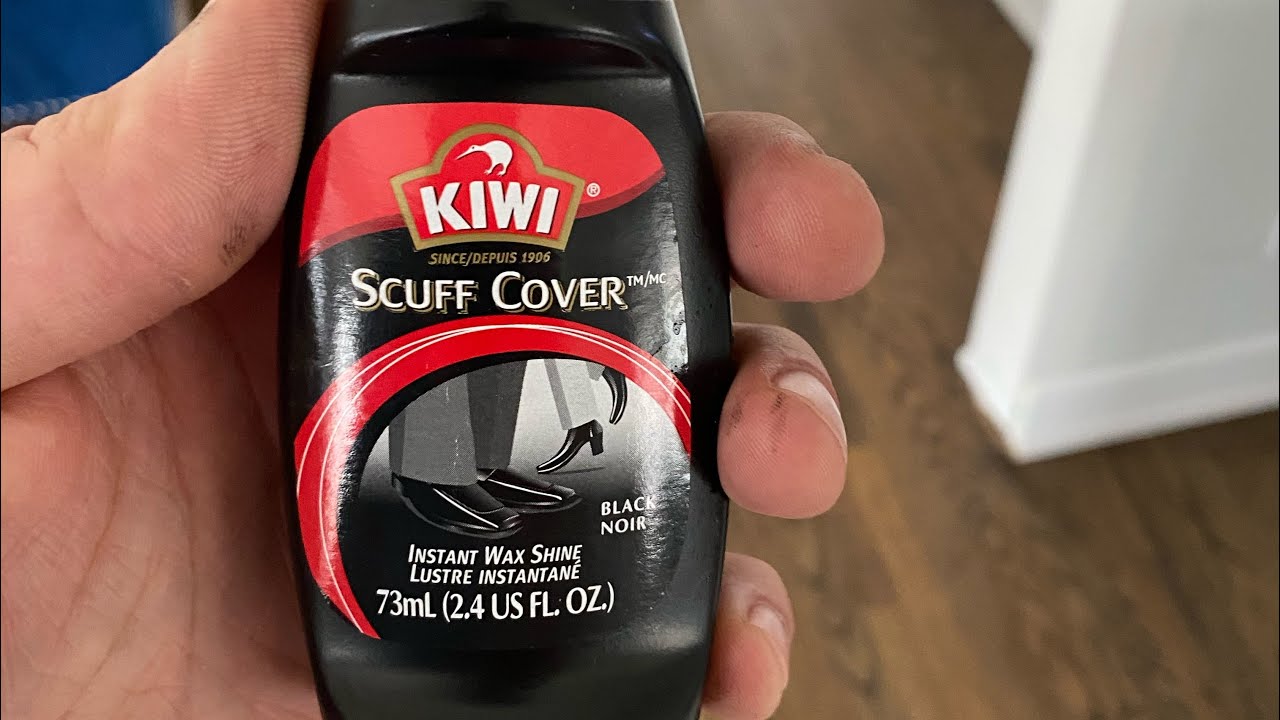 KIWI®
SINCE/DEPUIS 1906
SCUFF COVER™/MC
BLACK
NOIR
INSTANT WAX SHINE
LUSTRE INSTANTANÉ
73mL (2.4 US FL. OZ.)